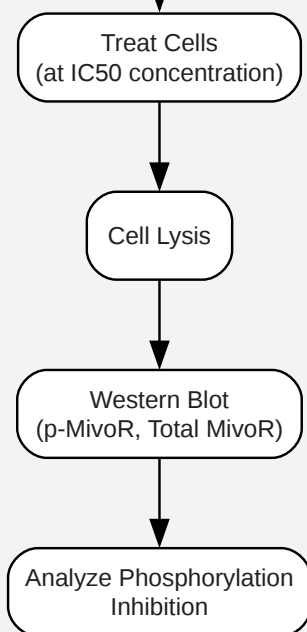 Treat Cells
(at IC50 concentration)
Cell Lysis
Western Blot
(p-MivoR, Total MivoR)
Analyze Phosphorylation
Inhibition